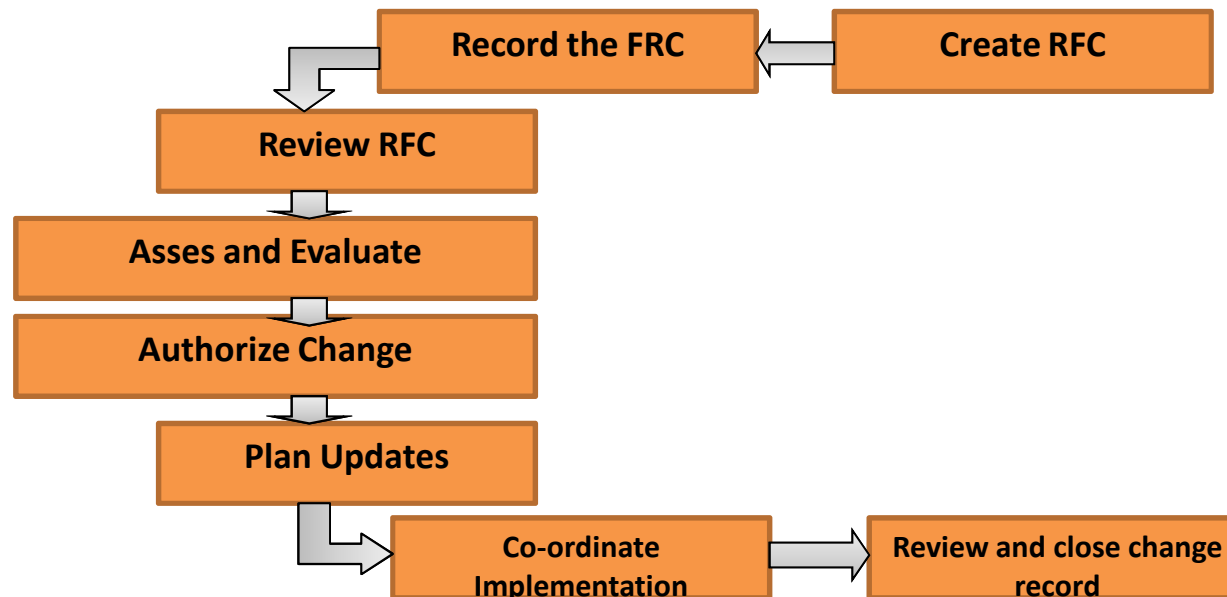 Record the FRC
Create RFC
Review RFC
Asses and Evaluate
Authorize Change
Plan Updates
Co-ordinate
Implementation
Review and close change
record